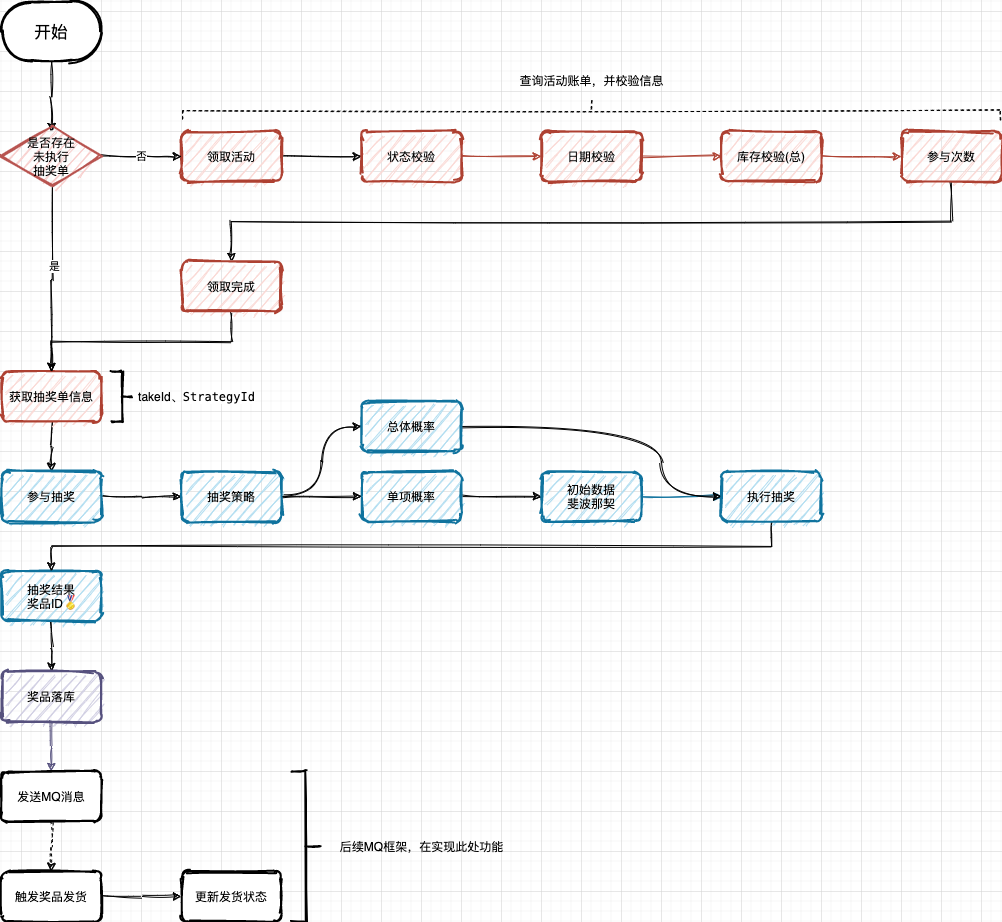 开始
查询活动账单，并校验信息
是否存在
未执行
抽奖单
否
领取活动
状态校验
日期校验
库存校验(总)
参与次数
是
领取完成
获取抽奖单信息
takeId、StrategyId
总体概率
参与抽奖
抽奖策略
单项概率
初始数据
斐波那契
执行抽奖
抽奖结果
奖品ID🏅
奖品落库
发送MQ消息
后续MQ框架，在实现此处功能
触发奖品发货
更新发货状态